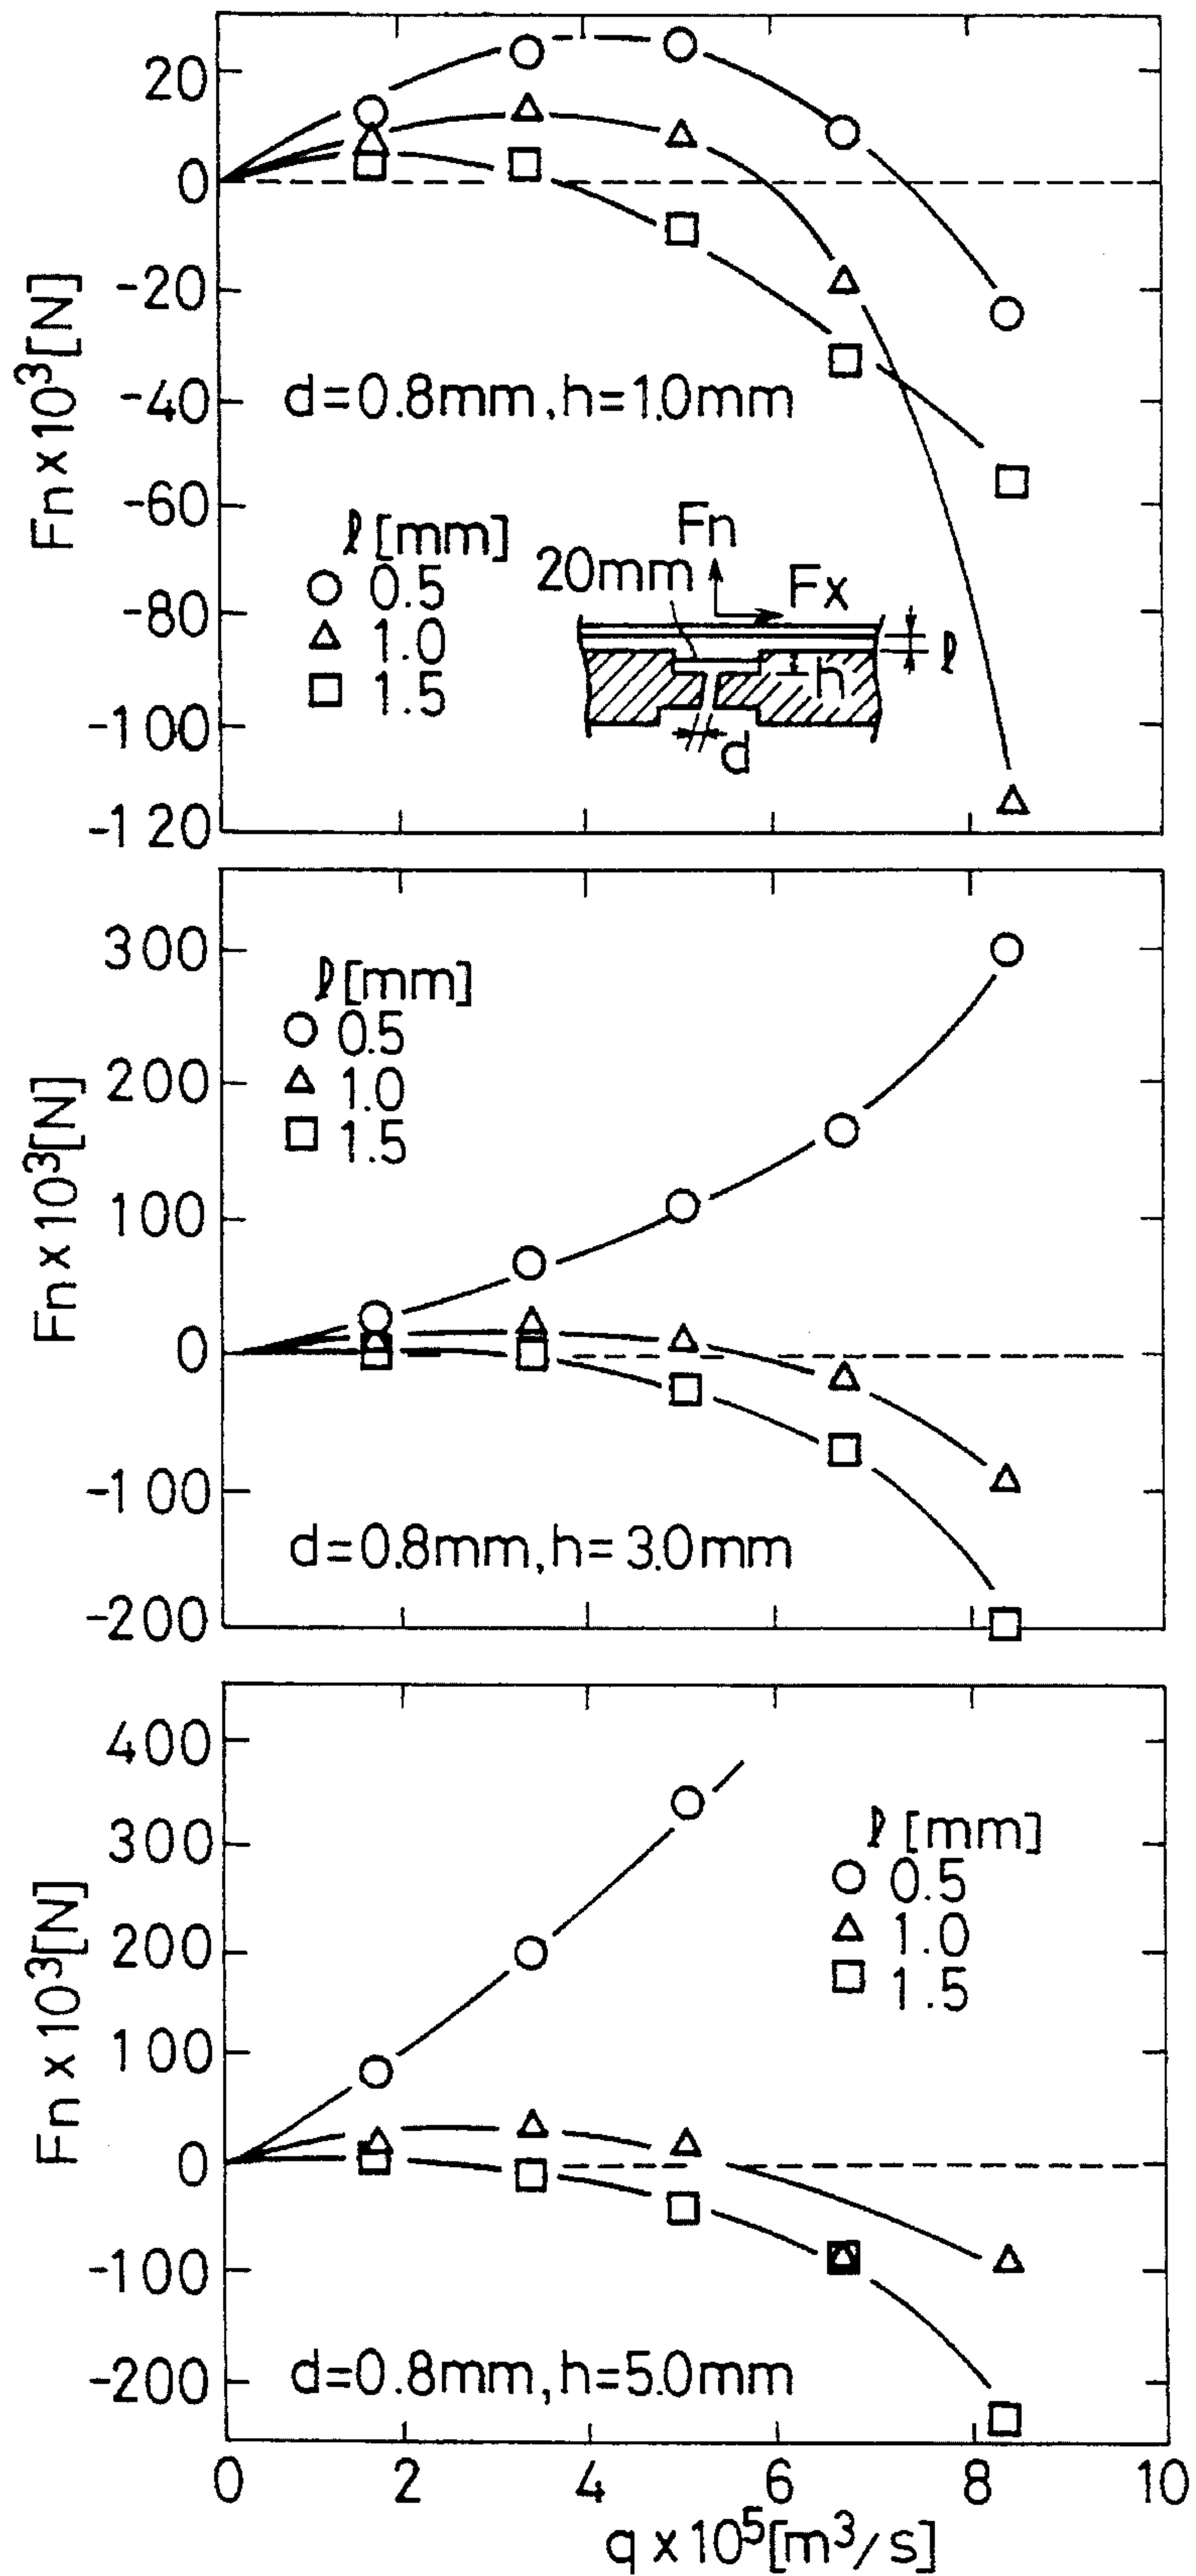 20
0
-20
-40
-60
-80
-100
-120
Fn x 10³[N]
d=0.8mm,h=1.0mm
ℓ [mm]
○ 0.5
△ 1.0
□ 1.5
Fn
20mm
Fx
ℓ
h
d
300
200
100
0
-100
-200
Fn x 10³[N]
ℓ [mm]
○ 0.5
△ 1.0
□ 1.5
d=0.8mm,h=3.0mm
400
300
200
100
0
-100
-200
Fn x 10³[N]
ℓ [mm]
○ 0.5
△ 1.0
□ 1.5
d=0.8mm,h=5.0mm
0 2 4 6 8 10
q x 10⁵[m³/s]